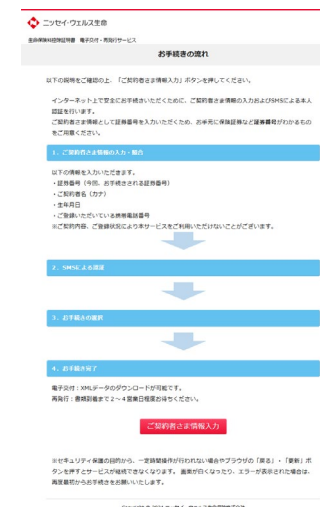 ニッセイ・ウェルス生命
生命保険料控除証明書 電子交付・再発行サービス
お手続きの流れ
以下の説明をご確認の上、「ご契約者さま情報入力」ボタンを押してください。
インターネット上で安全にお手続きいただくために、ご契約者さま情報の入力およびSMSによる本人
認証を行います。
ご契約者さま情報として証券番号を入力いただくため、お手元に保険証券など証券番号がわかるもの
をご用意ください。
1．ご契約者さま情報の入力・照合
以下の情報を入力いただきます。
・証券番号（今回、お手続きされる証券番号）
・ご契約者名（カナ）
・生年月日
・ご登録いただいている携帯電話番号
※ご契約内容、ご登録状況により本サービスをご利用いただけないことがございます。
2．SMSによる認証
3．お手続きの選択
4．お手続き完了
電子交付：XMLデータのダウンロードが可能です。
再発行：書類到着まで２～４営業日程度お待ちください。
ご契約者さま情報入力
※セキュリティ保護の目的から、一定時間操作が行われない場合やブラウザの「戻る」・「更新」ボ
タンを押すとサービスが継続できなくなります。 画面が白くなったり、エラーが表示された場合は、
再度最初からお手続きをお願いいたします。